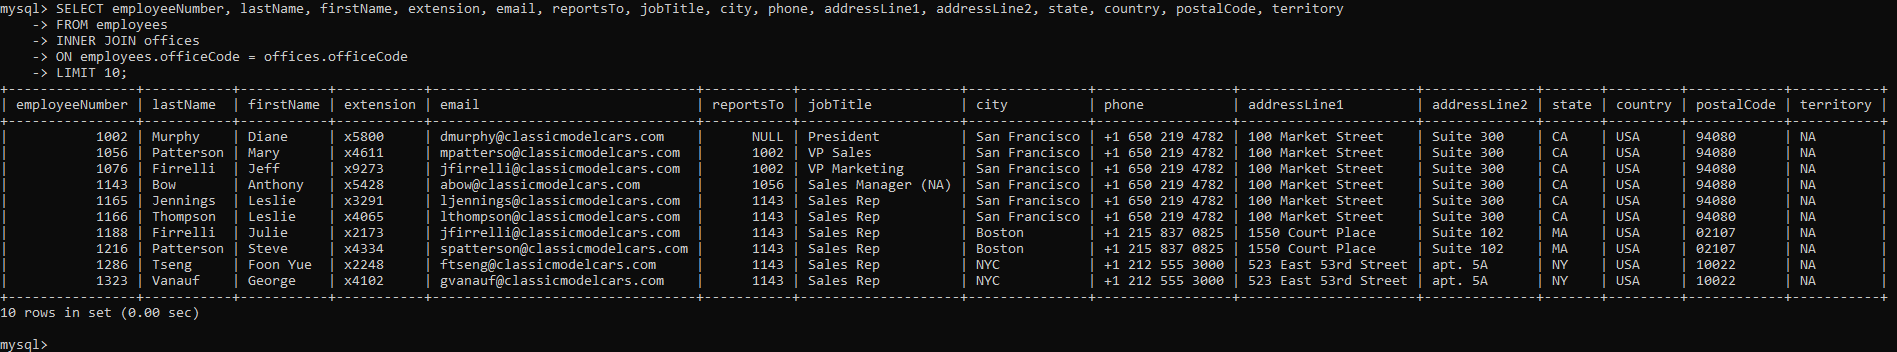 mysql> SELECT employeeNumber, lastName, firstName, extension, email, reportsTo, jobTitle, city, phone, addressLine1, addressLine2, state, country, postalCode, territory
    -> FROM employees
    -> INNER JOIN offices
    -> ON employees.officeCode = offices.officeCode
    -> LIMIT 10;
+----------------+-----------+-----------+-----------+--------------------------------+-----------+--------------------+---------------+-----------------+----------------------+--------------+-------+---------+------------+-----------+
| employeeNumber | lastName  | firstName | extension | email                          | reportsTo | jobTitle           | city          | phone           | addressLine1         | addressLine2 | state | country | postalCode | territory |
+----------------+-----------+-----------+-----------+--------------------------------+-----------+--------------------+---------------+-----------------+----------------------+--------------+-------+---------+------------+-----------+
|           1002 | Murphy    | Diane     | x5800     | dmurphy@classicmodelcars.com   |      NULL | President          | San Francisco | +1 650 219 4782 | 100 Market Street    | Suite 300    | CA    | USA     | 94080      | NA        |
|           1056 | Patterson | Mary      | x4611     | mpatterso@classicmodelcars.com |      1002 | VP Sales           | San Francisco | +1 650 219 4782 | 100 Market Street    | Suite 300    | CA    | USA     | 94080      | NA        |
|           1076 | Firrelli  | Jeff      | x9273     | jfirrelli@classicmodelcars.com |      1002 | VP Marketing       | San Francisco | +1 650 219 4782 | 100 Market Street    | Suite 300    | CA    | USA     | 94080      | NA        |
|           1143 | Bow       | Anthony   | x5428     | abow@classicmodelcars.com      |      1056 | Sales Manager (NA) | San Francisco | +1 650 219 4782 | 100 Market Street    | Suite 300    | CA    | USA     | 94080      | NA        |
|           1165 | Jennings  | Leslie    | x3291     | ljennings@classicmodelcars.com |      1143 | Sales Rep          | San Francisco | +1 650 219 4782 | 100 Market Street    | Suite 300    | CA    | USA     | 94080      | NA        |
|           1166 | Thompson  | Leslie    | x4065     | lthompson@classicmodelcars.com |      1143 | Sales Rep          | San Francisco | +1 650 219 4782 | 100 Market Street    | Suite 300    | CA    | USA     | 94080      | NA        |
|           1188 | Firrelli  | Julie     | x2173     | jfirrelli@classicmodelcars.com |      1143 | Sales Rep          | Boston        | +1 215 837 0825 | 1550 Court Place     | Suite 102    | MA    | USA     | 02107      | NA        |
|           1216 | Patterson | Steve     | x4334     | spatterson@classicmodelcars.com |      1143 | Sales Rep          | Boston        | +1 215 837 0825 | 1550 Court Place     | Suite 102    | MA    | USA     | 02107      | NA        |
|           1286 | Tseng     | Foon Yue  | x2248     | ftseng@classicmodelcars.com    |      1143 | Sales Rep          | NYC           | +1 212 555 3000 | 523 East 53rd Street | apt. 5A      | NY    | USA     | 10022      | NA        |
|           1323 | Vanauf    | George    | x4102     | gvanauf@classicmodelcars.com   |      1143 | Sales Rep          | NYC           | +1 212 555 3000 | 523 East 53rd Street | apt. 5A      | NY    | USA     | 10022      | NA        |
+----------------+-----------+-----------+-----------+--------------------------------+-----------+--------------------+---------------+-----------------+----------------------+--------------+-------+---------+------------+-----------+
10 rows in set (0.00 sec)
mysql>